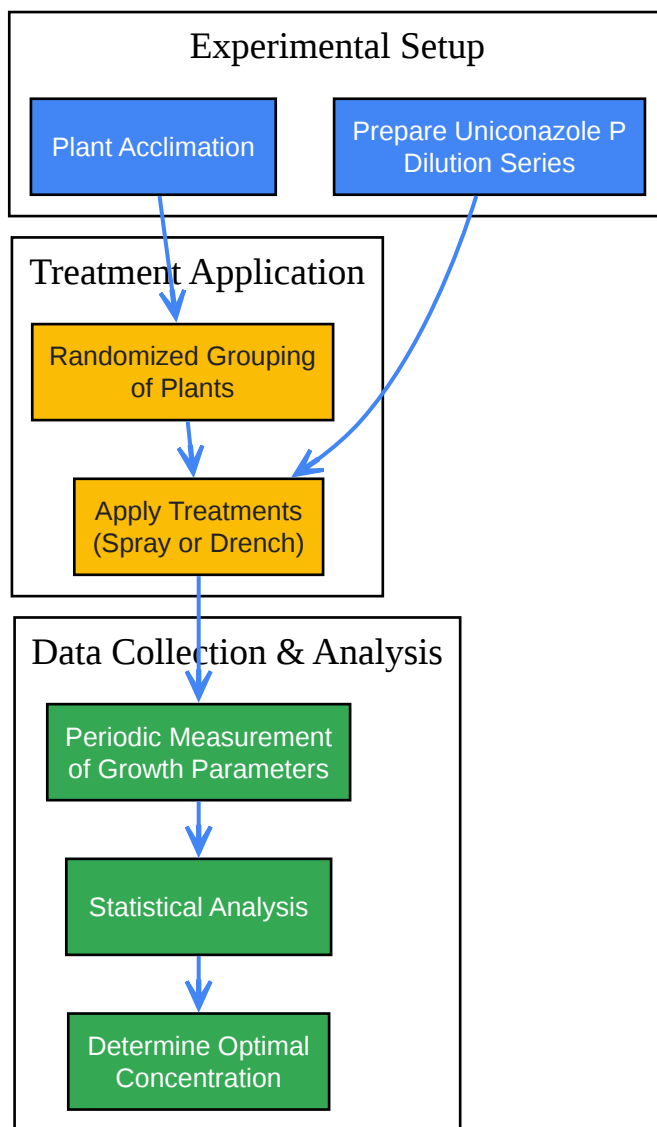 Experimental Setup
Plant Acclimation
Prepare Uniconazole P
Dilution Series
Treatment Application
Randomized Grouping
of Plants
Apply Treatments
(Spray or Drench)
Data Collection & Analysis
Periodic Measurement
of Growth Parameters
Statistical Analysis
Determine Optimal
Concentration